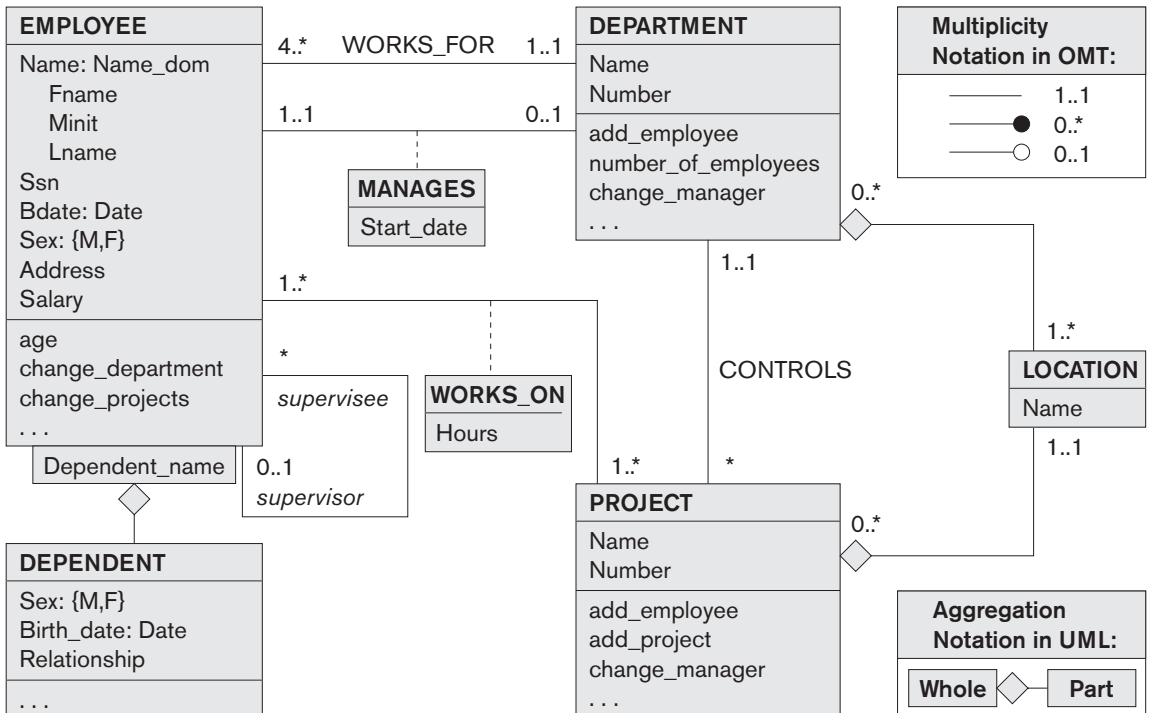 EMPLOYEE
Name: Name_dom
Fname
Minit
Lname
Ssn
Bdate: Date
Sex: {M,F}
Address
Salary
age
change_department
change_projects
. . .
Dependent_name
DEPENDENT
Sex: {M,F}
Birth_date: Date
Relationship
. . .
4..*
WORKS_FOR
1..1
1..1
0..1
MANAGES
Start_date
1..*
*
supervisee
0..1
supervisor
WORKS_ON
Hours
1..*
DEPARTMENT
Name
Number
add_employee
number_of_employees
change_manager
. . .
1..1
CONTROLS
*
PROJECT
Name
Number
add_employee
add_project
change_manager
. . .
Multiplicity
Notation in OMT:
1..1
0..*
0..1
0..*
1..*
LOCATION
Name
1..1
0..*
Aggregation
Notation in UML:
Whole
Part